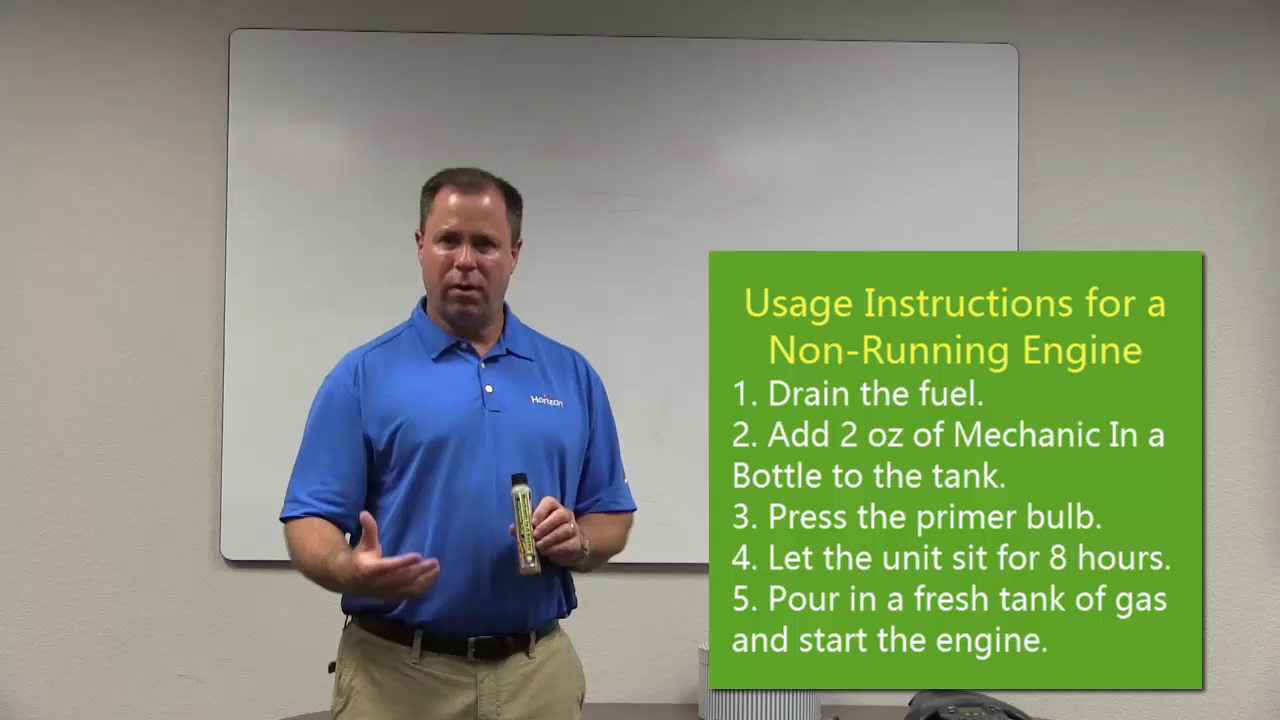 Horizon
Usage Instructions for a
Non-Running Engine
1. Drain the fuel.
2. Add 2 oz of Mechanic In a
Bottle to the tank.
3. Press the primer bulb.
4. Let the unit sit for 8 hours.
5. Pour in a fresh tank of gas
and start the engine.